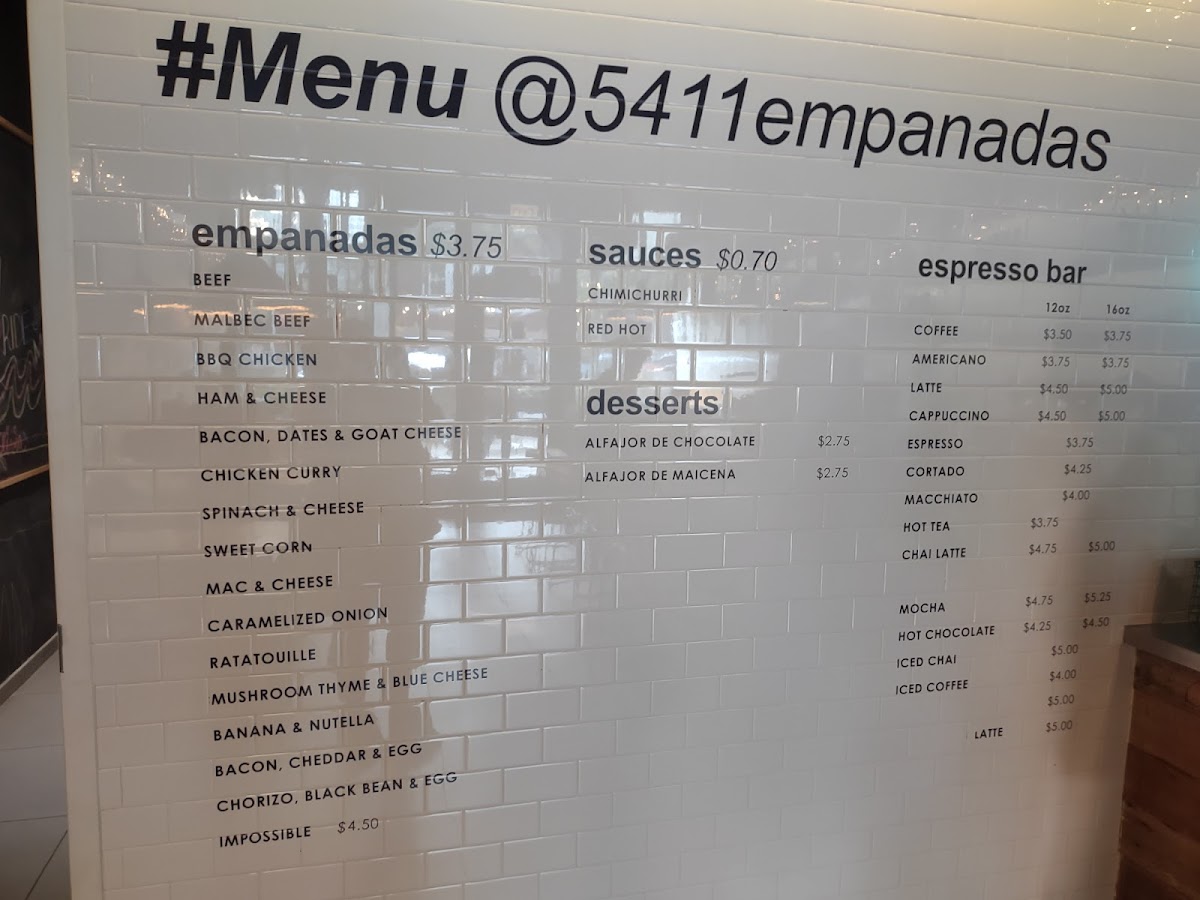 #Menu @5411empanadas
empanadas $3.75
BEEF
MALBEC BEEF
BBQ CHICKEN
HAM & CHEESE
BACON, DATES & GOAT CHEESE
CHICKEN CURRY
SPINACH & CHEESE
SWEET CORN
MAC & CHEESE
CARAMELIZED ONION
RATATOUILLE
MUSHROOM THYME & BLUE CHEESE
BANANA & NUTELLA
BACON, CHEDDAR & EGG
CHORIZO, BLACK BEAN & EGG
IMPOSSIBLE $4.50
sauces $0.70
CHIMICHURRI
RED HOT
desserts
ALFAJOR DE CHOCOLATE $2.75
ALFAJOR DE MAICENA $2.75
espresso bar
12oz 16oz
COFFEE $3.50 $3.75
AMERICANO $3.75 $3.75
LATTE $4.50 $5.00
CAPPUCCINO $4.50 $5.00
ESPRESSO $3.75
CORTADO $4.25
MACCHIATO $4.00
HOT TEA $3.75
CHAI LATTE $4.75 $5.00
MOCHA $4.75 $5.25
HOT CHOCOLATE $4.25 $4.50
ICED CHAI $5.00
ICED COFFEE $4.00
$5.00
LATTE $5.00